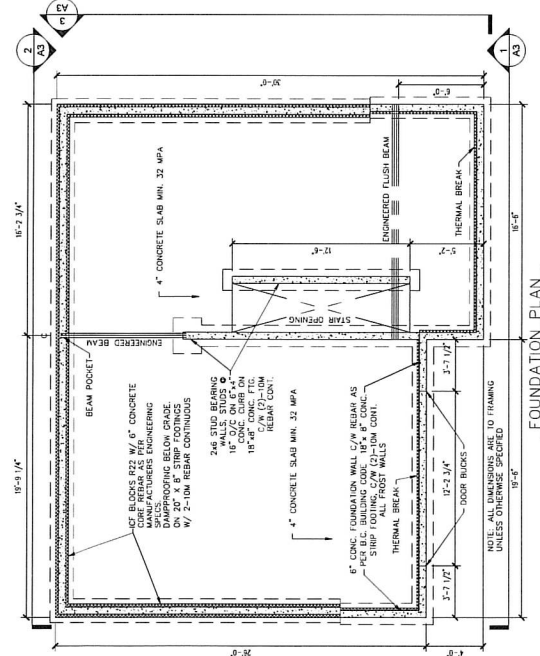 2
A3
3
A3
19'-9 1/4"
16'-2 3/4"
BEAM POCKET
ENGINEERED BEAM
4" CONCRETE SLAB MIN. 32 MPA
30'-0"
ICF BLOCKS R22 W/ 6" CONCRETE
CORE REBAR AS PER
MANUFACTURERS ENGINEERING
SPECS.
DAMPPROOFING BELOW GRADE.
ON 20" X 8" STRIP FOOTINGS
W/ 2-10M REBAR CONTINUOUS
2x6 STUD BEARING
WALLS, STUDS @
16" O/C ON 6"x4"
CONC. CURB ON
18"x8" CONC. FTG.
C/W (2)-10M
REBAR CONT.
4" CONCRETE SLAB MIN. 32 MPA
STAIR OPENING
12'-6"
ENGINEERED FLUSH BEAM
5'-2"
6'-0"
THERMAL BREAK
26'-0"
6" CONC. FOUNDATION WALL C/W REBAR AS
PER B.C. BUILDING CODE 18"x 8" CONC.
STRIP FOOTING, C/W (2)-10M CONT.
ALL FROST WALLS
THERMAL BREAK
4'-0"
3'-7 1/2"
12'-2 3/4"
3'-7 1/2"
DOOR BUCKS
19'-6"
16'-6"
1
A3
NOTE: ALL DIMENSIONS ARE TO FRAMING
UNLESS OTHERWISE SPECIFIED
FOUNDATION PLAN